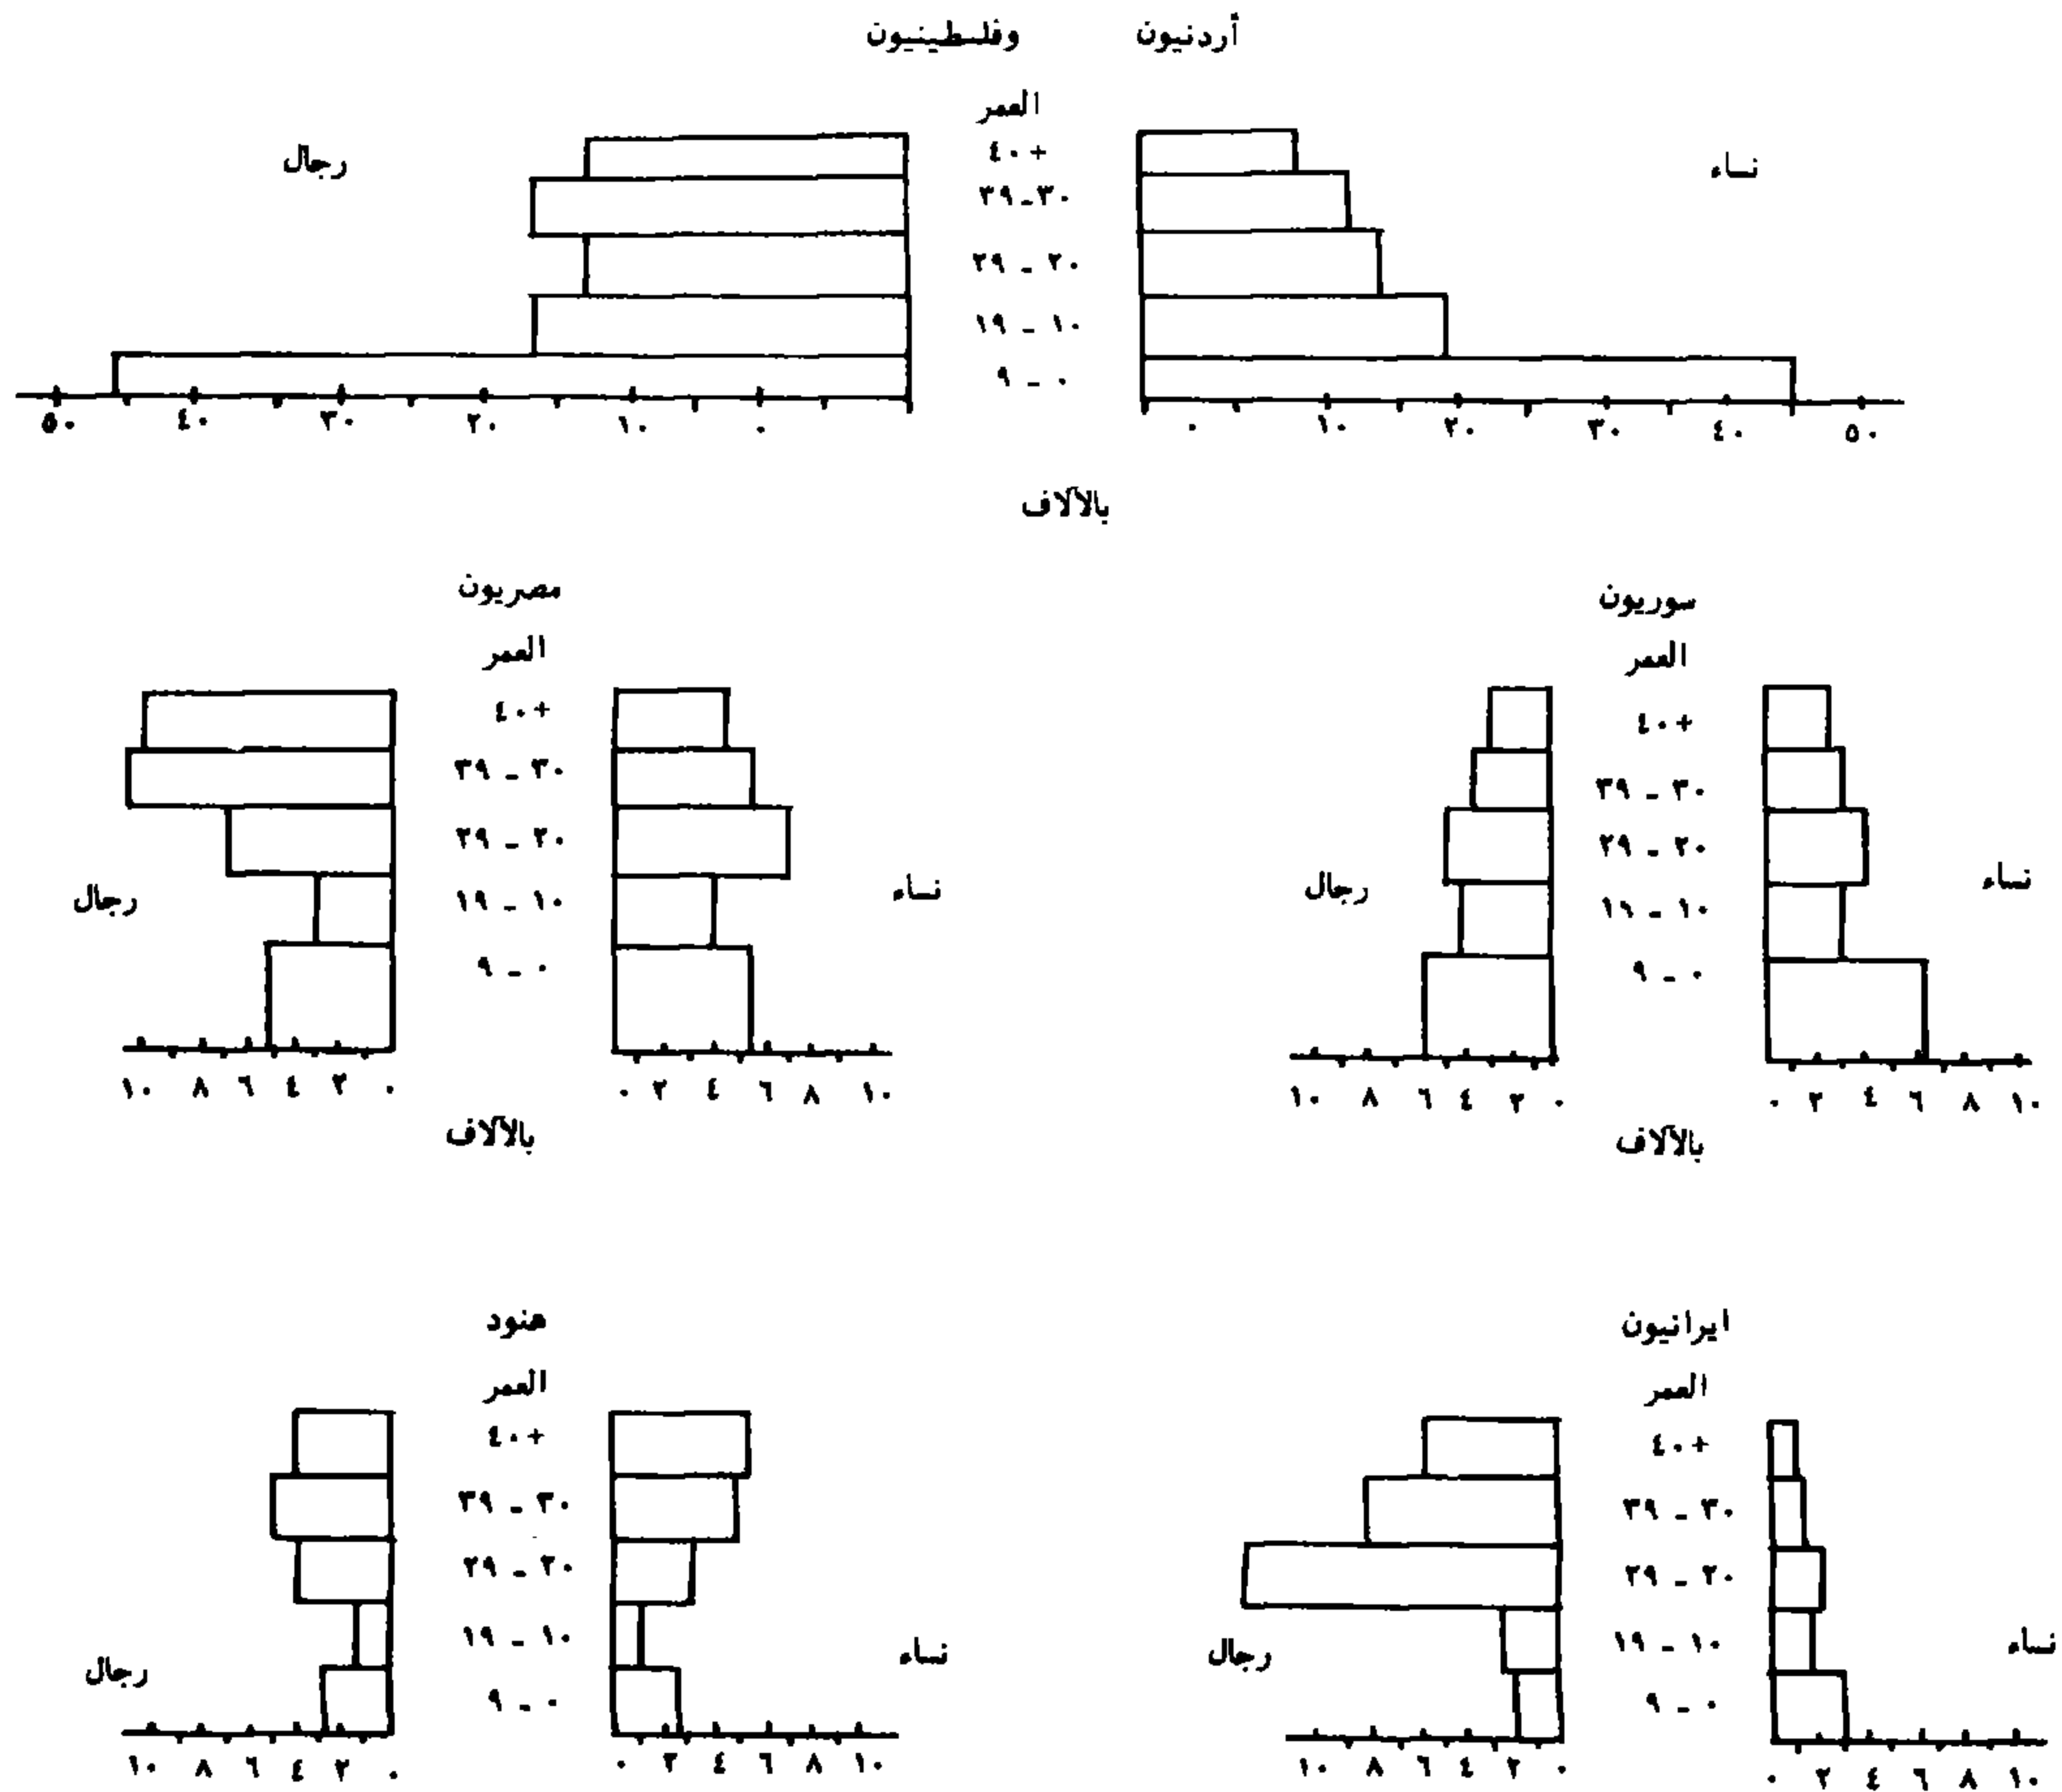 أردنيون وفلسطينيون
العمر
رجال نساء
+٤٠
٣٠-٣٩
٢٠ - ٢٩
١٠ - ١٩
٠ - ٩
٥٠ ٤٠ ٣٠ ٢٠ ١٠ ٠
٠ ١٠ ٢٠ ٣٠ ٤٠ ٥٠
بالآلاف
مصريون
العمر
+٤٠
٣٠ - ٣٩
٢٠ - ٢٩
رجال نساء
١٠ - ١٩
٠ - ٩
١٠ ٨ ٦ ٤ ٢ ٠
٠ ٢ ٤ ٦ ٨ ١٠
بالآلاف
سوريون
العمر
+٤٠
٣٠ - ٣٩
٢٠ - ٢٩
رجال نساء
١٠ - ١٩
٠ - ٩
١٠ ٨ ٦ ٤ ٢ ٠
٠ ٢ ٤ ٦ ٨ ١٠
بالآلاف
هنود
العمر
+٤٠
٣٠ - ٣٩
٢٠ - ٢٩
١٠ - ١٩
رجال نساء
٠ - ٩
١٠ ٨ ٦ ٤ ٢ ٠
٠ ٢ ٤ ٦ ٨ ١٠
ايرانيون
العمر
+٤٠
٣٠ - ٣٩
٢٠ - ٢٩
١٠ - ١٩
رجال نساء
٠ - ٩
١٠ ٨ ٦ ٤ ٢ ٠
٠ ٢ ٤ ٦ ٨ ١٠